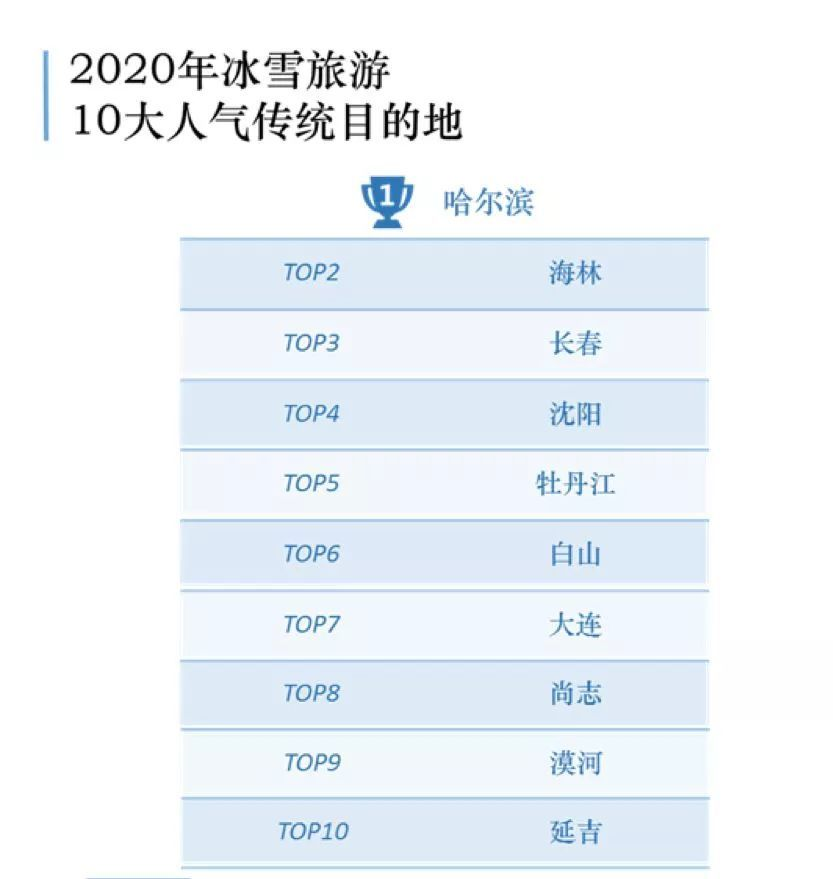 2020年冰雪旅游
10大人气传统目的地
1 哈尔滨
TOP2 海林
TOP3 长春
TOP4 沈阳
TOP5 牡丹江
TOP6 白山
TOP7 大连
TOP8 尚志
TOP9 漠河
TOP10 延吉